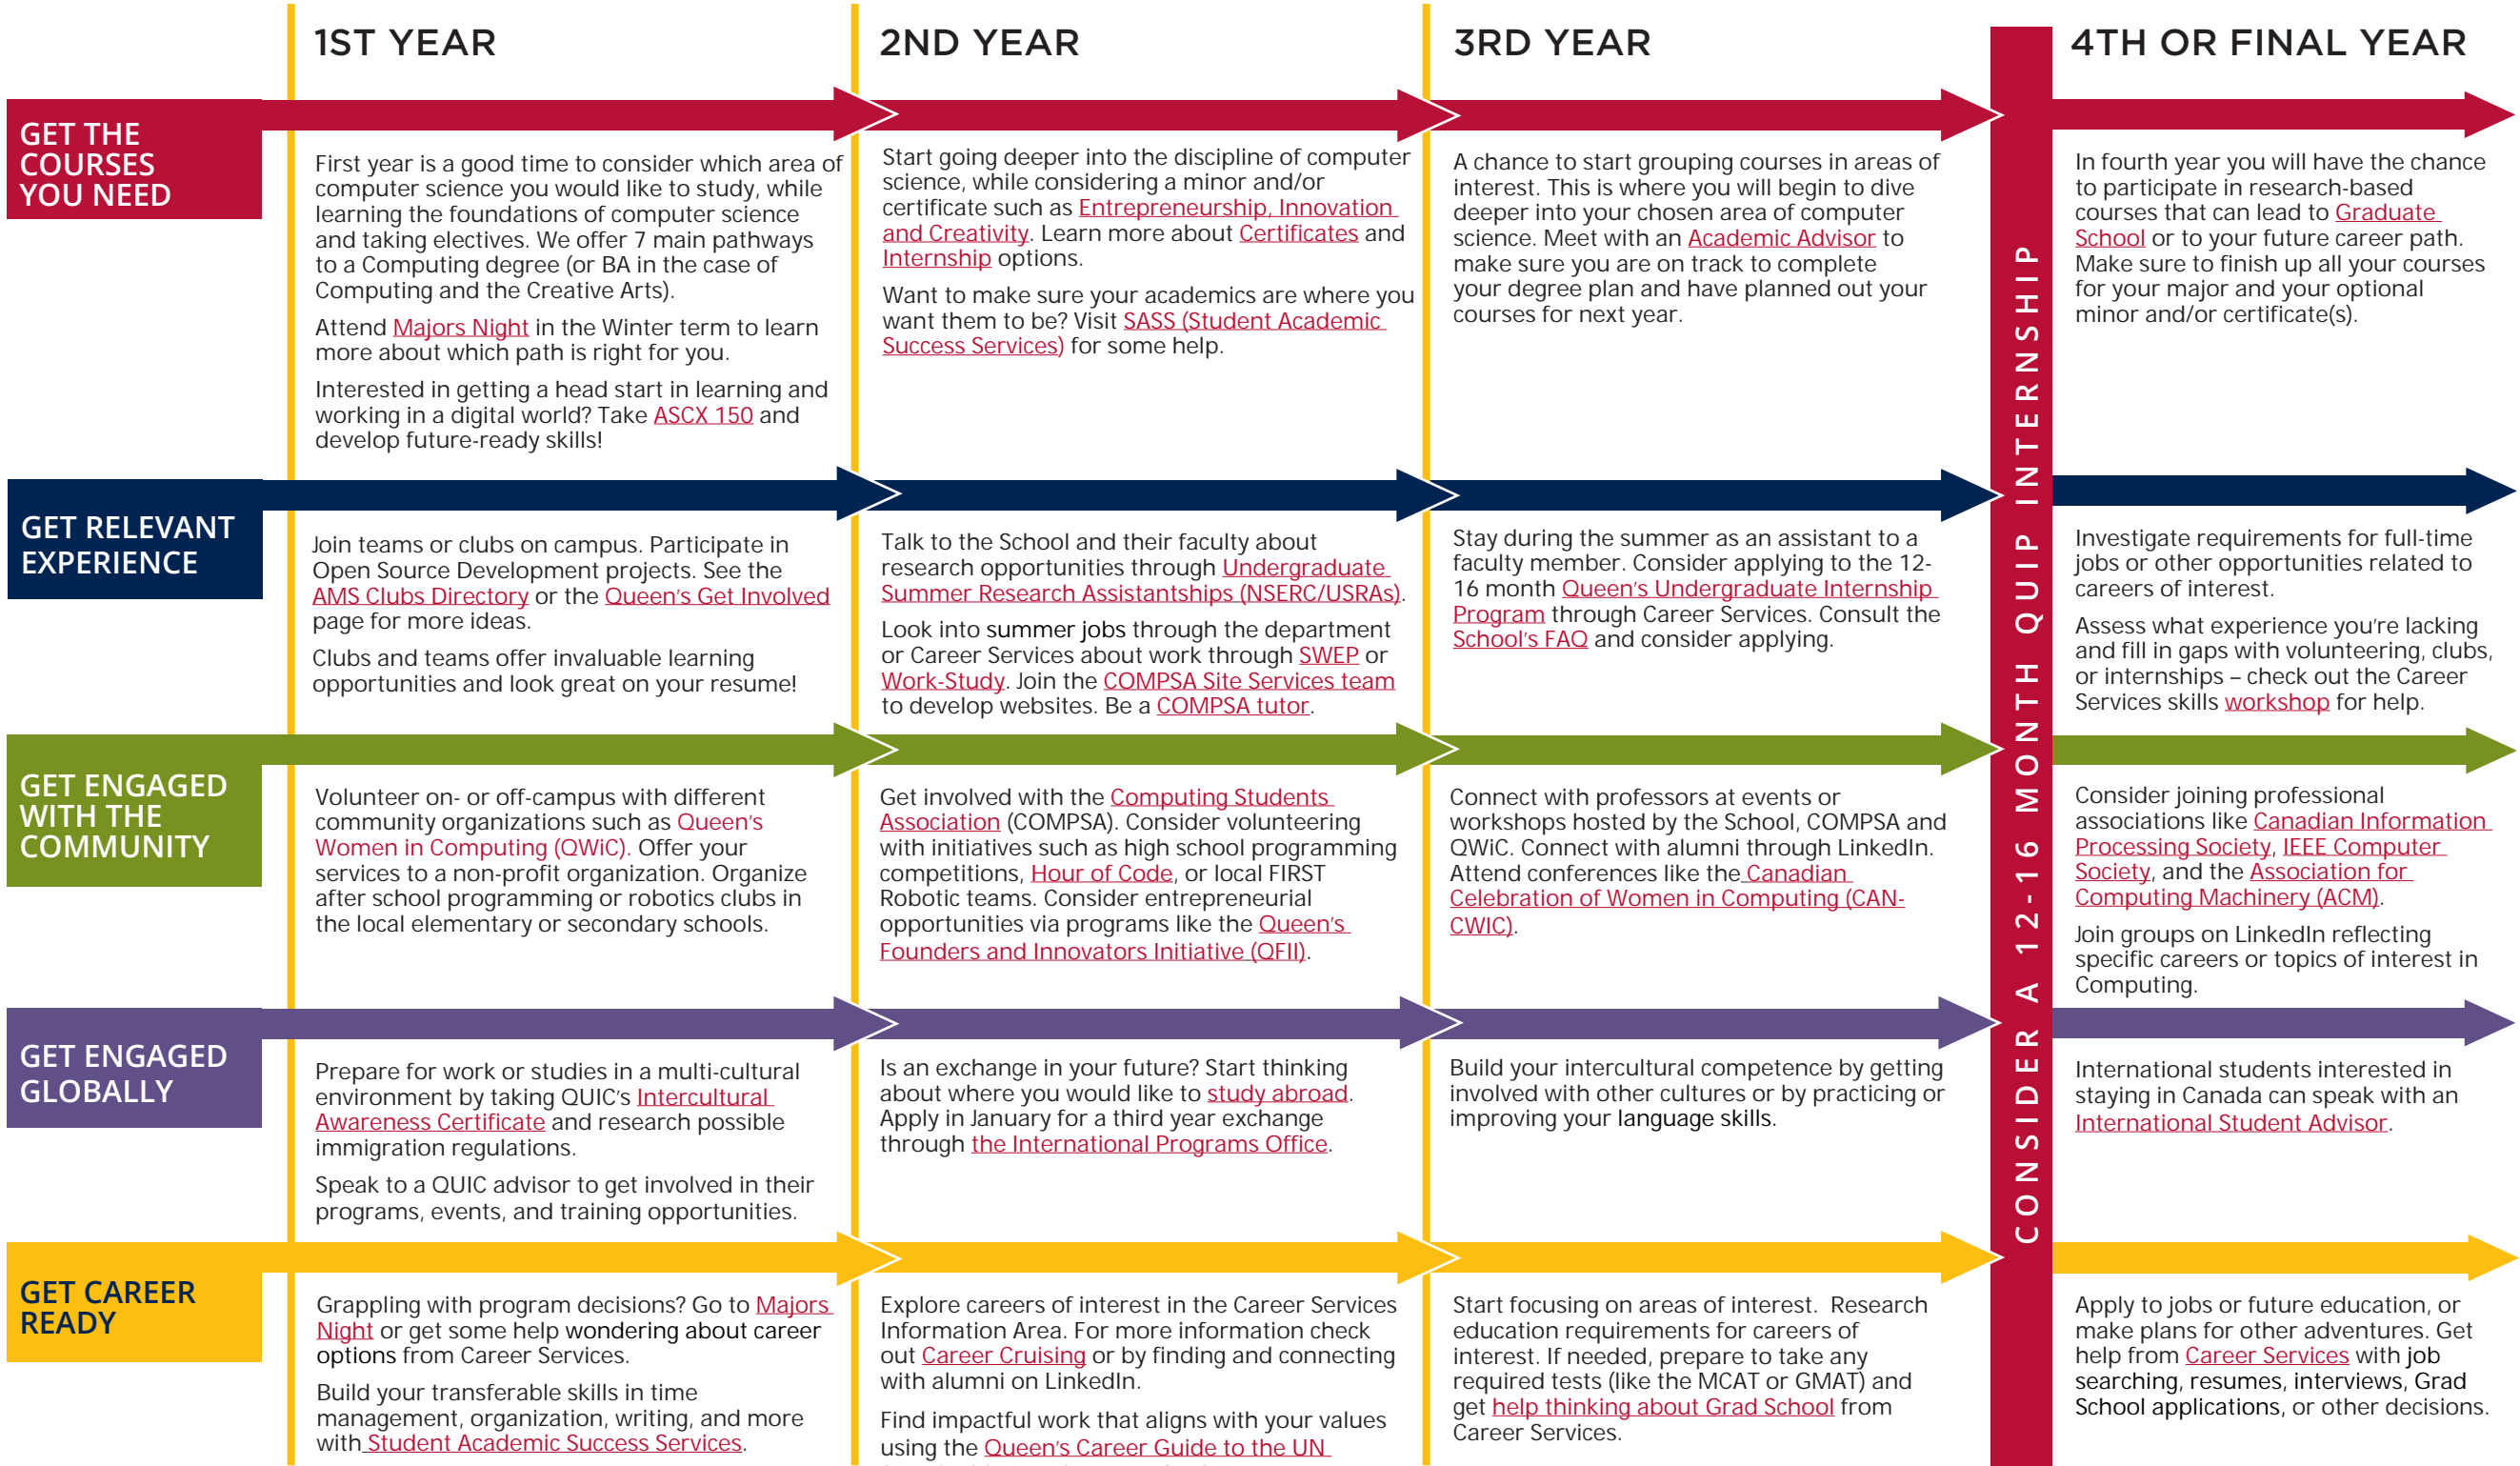 1ST YEAR
2ND YEAR
3RD YEAR
4TH OR FINAL YEAR
GET THE
COURSES
YOU NEED
First year is a good time to consider which area of
computer science you would like to study, while
learning the foundations of computer science
and taking electives. We offer 7 main pathways
to a Computing degree (or BA in the case of
Computing and the Creative Arts).
Attend Majors Night in the Winter term to learn
more about which path is right for you.
Interested in getting a head start in learning and
working in a digital world? Take ASCX 150 and
develop future-ready skills!
Start going deeper into the discipline of computer
science, while considering a minor and/or
certificate such as Entrepreneurship, Innovation
and Creativity. Learn more about Certificates and
Internship options.
Want to make sure your academics are where you
want them to be? Visit SASS (Student Academic
Success Services) for some help.
A chance to start grouping courses in areas of
interest. This is where you will begin to dive
deeper into your chosen area of computer
science. Meet with an Academic Advisor to
make sure you are on track to complete
your degree plan and have planned out your
courses for next year.
CONSIDER A 12-16 MONTH QUIP INTERNSHIP
In fourth year you will have the chance
to participate in research-based
courses that can lead to Graduate
School or to your future career path.
Make sure to finish up all your courses
for your major and your optional
minor and/or certificate(s).
GET RELEVANT
EXPERIENCE
Join teams or clubs on campus. Participate in
Open Source Development projects. See the
AMS Clubs Directory or the Queen's Get Involved
page for more ideas.
Clubs and teams offer invaluable learning
opportunities and look great on your resume!
Talk to the School and their faculty about
research opportunities through Undergraduate
Summer Research Assistantships (NSERC/USRAs).
Look into summer jobs through the department
or Career Services about work through SWEP or
Work-Study. Join the COMPSA Site Services team
to develop websites. Be a COMPSA tutor.
Stay during the summer as an assistant to a
faculty member. Consider applying to the 12-
16 month Queen's Undergraduate Internship
Program through Career Services. Consult the
School's FAQ and consider applying.
Investigate requirements for full-time
jobs or other opportunities related to
careers of interest.
Assess what experience you're lacking
and fill in gaps with volunteering, clubs,
or internships – check out the Career
Services skills workshop for help.
GET ENGAGED
WITH THE
COMMUNITY
Volunteer on- or off-campus with different
community organizations such as Queen's
Women in Computing (QWiC). Offer your
services to a non-profit organization. Organize
after school programming or robotics clubs in
the local elementary or secondary schools.
Get involved with the Computing Students
Association (COMPSA). Consider volunteering
with initiatives such as high school programming
competitions, Hour of Code, or local FIRST
Robotic teams. Consider entrepreneurial
opportunities via programs like the Queen's
Founders and Innovators Initiative (QFII).
Connect with professors at events or
workshops hosted by the School, COMPSA and
QWiC. Connect with alumni through LinkedIn.
Attend conferences like the Canadian
Celebration of Women in Computing (CAN-
CWIC).
Consider joining professional
associations like Canadian Information
Processing Society, IEEE Computer
Society, and the Association for
Computing Machinery (ACM).
Join groups on LinkedIn reflecting
specific careers or topics of interest in
Computing.
GET ENGAGED
GLOBALLY
Prepare for work or studies in a multi-cultural
environment by taking QUIC's Intercultural
Awareness Certificate and research possible
immigration regulations.
Speak to a QUIC advisor to get involved in their
programs, events, and training opportunities.
Is an exchange in your future? Start thinking
about where you would like to study abroad.
Apply in January for a third year exchange
through the International Programs Office.
Build your intercultural competence by getting
involved with other cultures or by practicing or
improving your language skills.
International students interested in
staying in Canada can speak with an
International Student Advisor.
GET CAREER
READY
Grappling with program decisions? Go to Majors
Night or get some help wondering about career
options from Career Services.
Build your transferable skills in time
management, organization, writing, and more
with Student Academic Success Services.
Explore careers of interest in the Career Services
Information Area. For more information check
out Career Cruising or by finding and connecting
with alumni on LinkedIn.
Find impactful work that aligns with your values
using the Queen's Career Guide to the UN
Start focusing on areas of interest. Research
education requirements for careers of
interest. If needed, prepare to take any
required tests (like the MCAT or GMAT) and
get help thinking about Grad School from
Career Services.
Apply to jobs or future education, or
make plans for other adventures. Get
help from Career Services with job
searching, resumes, interviews, Grad
School applications, or other decisions.